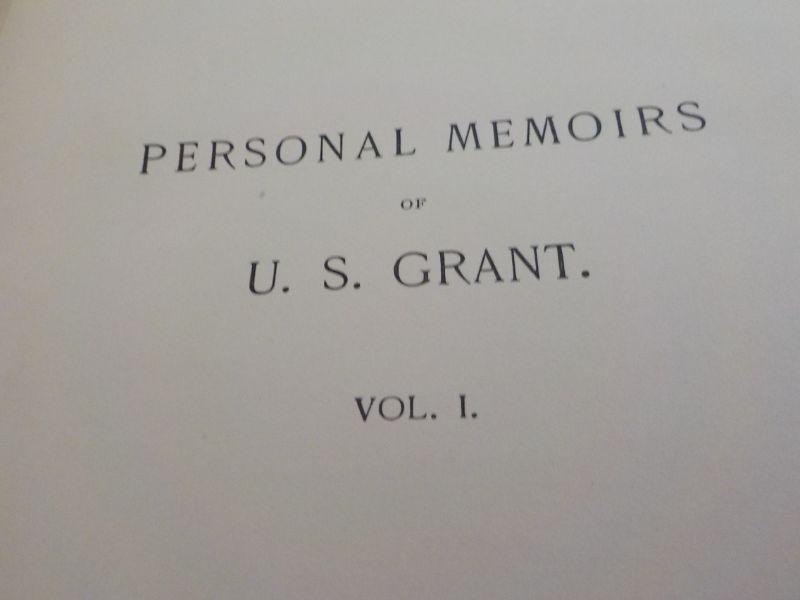 PERSONAL MEMOIRS
OF
U. S. GRANT.
VOL. I.